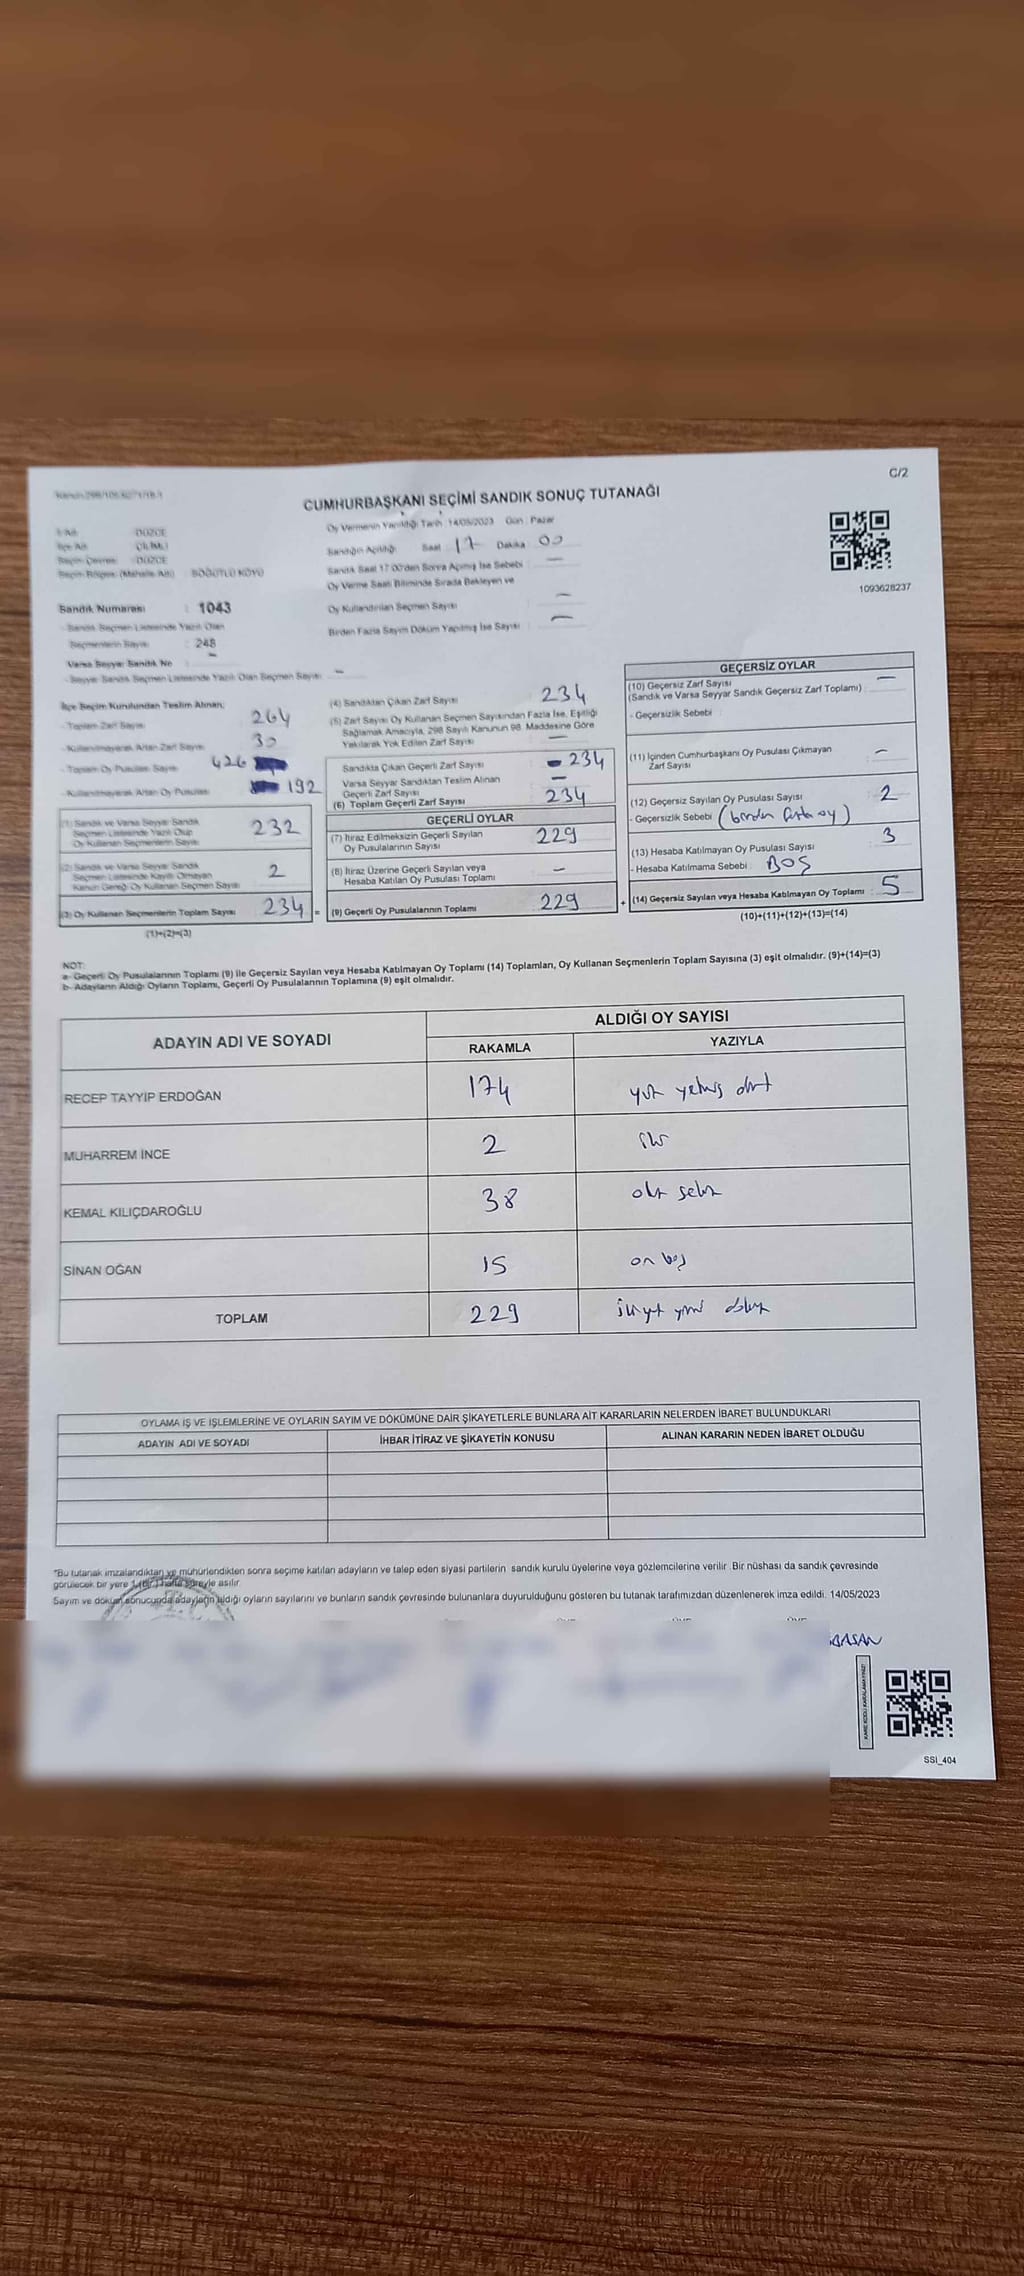 C/2
CUMHURBAŞKANI SEÇİMİ SANDIK SONUÇ TUTANAĞI
İl Adı : DÜZCE
İlçe Adı : ÇİLİMLİ
Seçim Çevresi : DÜZCE
Seçim Bölgesi (Mahalle Adı) : SÖĞÜTLÜ KÖYÜ
Sandık Numarası : 1043
- Sandık Seçmen Listesinde Yazılı Olan
Seçmenlerin Sayısı : 248
Varsa Seyyar Sandık No –
- Seyyar Sandık Seçmen Listesinde Yazılı Olan Seçmen Sayısı : –
Oy Vermenin Yapıldığı Tarih : 14/05/2023 Gün : Pazar
Sandığın Açıldığı Saat 17 Dakika 00
Sandık Saat 17:00'den Sonra Açılmış İse Sebebi –
Oy Verme Saati Bitiminde Sırada Bekleyen ve
Oy Kullandırılan Seçmen Sayısı –
Birden Fazla Sayım Döküm Yapılmış İse Sayısı –
1093628237
İlçe Seçim Kurulundan Teslim Alınan;
- Toplam Zarf Sayısı 264
- Kullanılmayarak Artan Zarf Sayısı 30
- Toplam Oy Pusulası Sayısı 426
- Kullanılmayarak Artan Oy Pusulası 192
(1) Sandık ve Varsa Seyyar Sandık
Seçmen Listesinde Yazılı Olup
Oy Kullanan Seçmenlerin Sayısı 232
(2) Sandık ve Varsa Seyyar Sandık
Seçmen Listesinde Kayıtlı Olmayan
Kanun Gereği Oy Kullanan Seçmen Sayısı 2
(3) Oy Kullanan Seçmenlerin Toplam Sayısı 234 =
(1)+(2)=(3)
(4) Sandıktan Çıkan Zarf Sayısı 234
(5) Zarf Sayısı Oy Kullanan Seçmen Sayısından Fazla İse, Eşitliği
Sağlamak Amacıyla, 298 Sayılı Kanunun 98. Maddesine Göre
Yakılarak Yok Edilen Zarf Sayısı –
Sandıkta Çıkan Geçerli Zarf Sayısı 234
Varsa Seyyar Sandıktan Teslim Alınan
Geçerli Zarf Sayısı –
(6) Toplam Geçerli Zarf Sayısı 234
GEÇERLİ OYLAR
(7) İtiraz Edilmeksizin Geçerli Sayılan
Oy Pusulalarının Sayısı 229
(8) İtiraz Üzerine Geçerli Sayılan veya
Hesaba Katılan Oy Pusulası Toplamı –
(9) Geçerli Oy Pusulalarının Toplamı 229 +
GEÇERSİZ OYLAR
(10) Geçersiz Zarf Sayısı
(Sandık ve Varsa Seyyar Sandık Geçersiz Zarf Toplamı) –
- Geçersizlik Sebebi :
(11) İçinden Cumhurbaşkanı Oy Pusulası Çıkmayan
Zarf Sayısı –
(12) Geçersiz Sayılan Oy Pusulası Sayısı 2
- Geçersizlik Sebebi (birden fazla oy)
(13) Hesaba Katılmayan Oy Pusulası Sayısı 3
- Hesaba Katılmama Sebebi : BOŞ
(14) Geçersiz Sayılan veya Hesaba Katılmayan Oy Toplamı 5
(10)+(11)+(12)+(13)=(14)
NOT:
a- Geçerli Oy Pusulalarının Toplamı (9) ile Geçersiz Sayılan veya Hesaba Katılmayan Oy Toplamı (14) Toplamları, Oy Kullanan Seçmenlerin Toplam Sayısına (3) eşit olmalıdır. (9)+(14)=(3)
b- Adayların Aldığı Oyların Toplamı, Geçerli Oy Pusulalarının Toplamına (9) eşit olmalıdır.
ADAYIN ADI VE SOYADI ALDIĞI OY SAYISI
RAKAMLA YAZIYLA
RECEP TAYYİP ERDOĞAN 174 yüz yetmiş dört
MUHARREM İNCE 2 iki
KEMAL KILIÇDAROĞLU 38 otuz sekiz
SİNAN OĞAN 15 on beş
TOPLAM 229 ikiyüz yirmi dokuz
OYLAMA İŞ VE İŞLEMLERİNE VE OYLARIN SAYIM VE DÖKÜMÜNE DAİR ŞİKAYETLERLE BUNLARA AİT KARARLARIN NELERDEN İBARET BULUNDUKLARI
ADAYIN ADI VE SOYADI İHBAR İTİRAZ VE ŞİKAYETİN KONUSU ALINAN KARARIN NEDEN İBARET OLDUĞU
*Bu tutanak imzalandıktan ve mühürlendikten sonra seçime katılan adayların ve talep eden siyasi partilerin sandık kurulu üyelerine veya gözlemcilerine verilir. Bir nüshası da sandık çevresinde
görülecek bir yere 1 (Bir) hafta süreyle asılır.
Sayım ve döküm sonucunda adayların aldığı oyların sayılarını ve bunların sandık çevresinde bulunanlara duyurulduğunu gösteren bu tutanak tarafımızdan düzenlenerek imza edildi. 14/05/2023
SSI_404